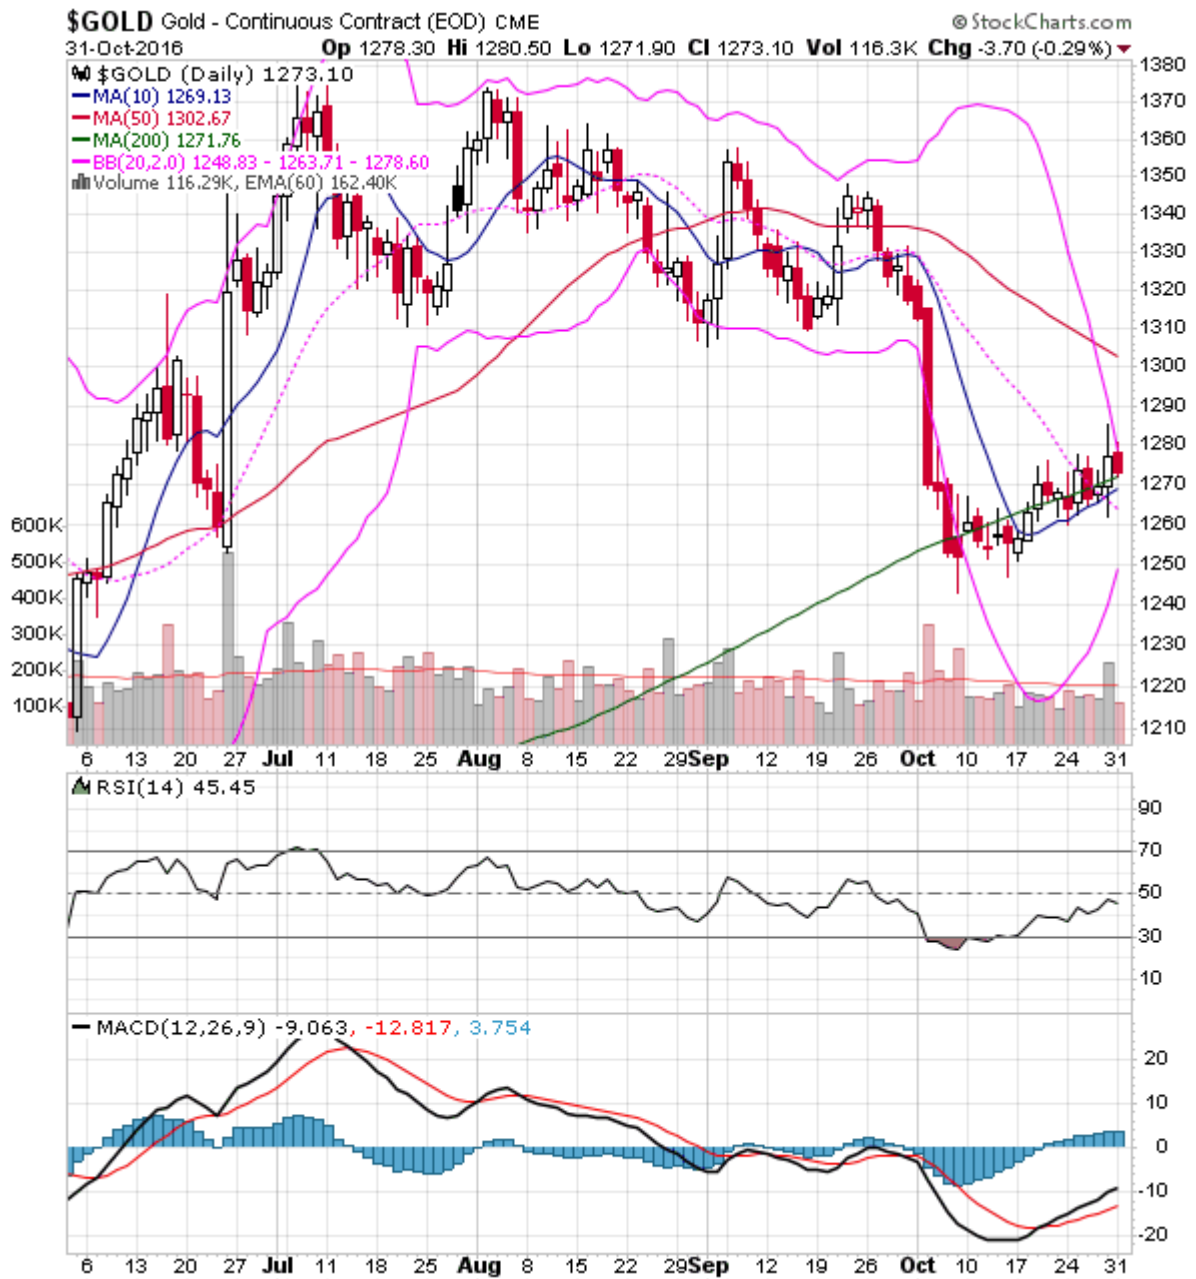 $GOLD Gold - Continuous Contract (EOD) CME © StockCharts.com
31-Oct-2016 Op 1278.30 Hi 1280.50 Lo 1271.90 Cl 1273.10 Vol 116.3K Chg -3.70 (-0.29%)
$GOLD (Daily) 1273.10
MA(10) 1269.13
MA(50) 1302.67
MA(200) 1271.76
BB(20,2.0) 1248.83 - 1263.71 - 1278.60
Volume 116.29K, EMA(60) 162.40K
1380
1370
1360
1350
1340
1330
1320
1310
1300
1290
1280
1270
1260
1250
1240
1230
1220
1210
600K
500K
400K
300K
200K
100K
6 13 20 27 Jul 11 18 25 Aug 8 15 22 29 Sep 12 19 26 Oct 10 17 24 31
RSI(14) 45.45
90
70
50
30
10
MACD(12,26,9) -9.063, -12.817, 3.754
20
10
0
-10
-20
6 13 20 27 Jul 11 18 25 Aug 8 15 22 29 Sep 12 19 26 Oct 10 17 24 31